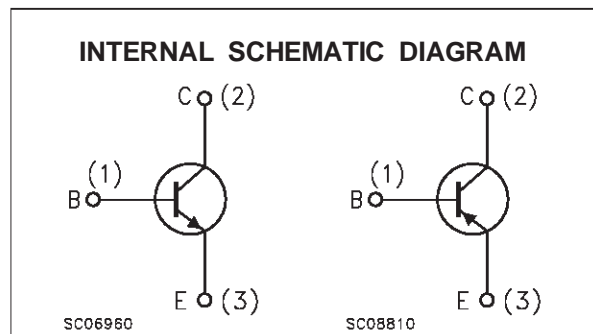 INTERNAL SCHEMATIC DIAGRAM
C (2)
(1)
B
E (3)
SC06960
C (2)
(1)
B
E (3)
SC08810